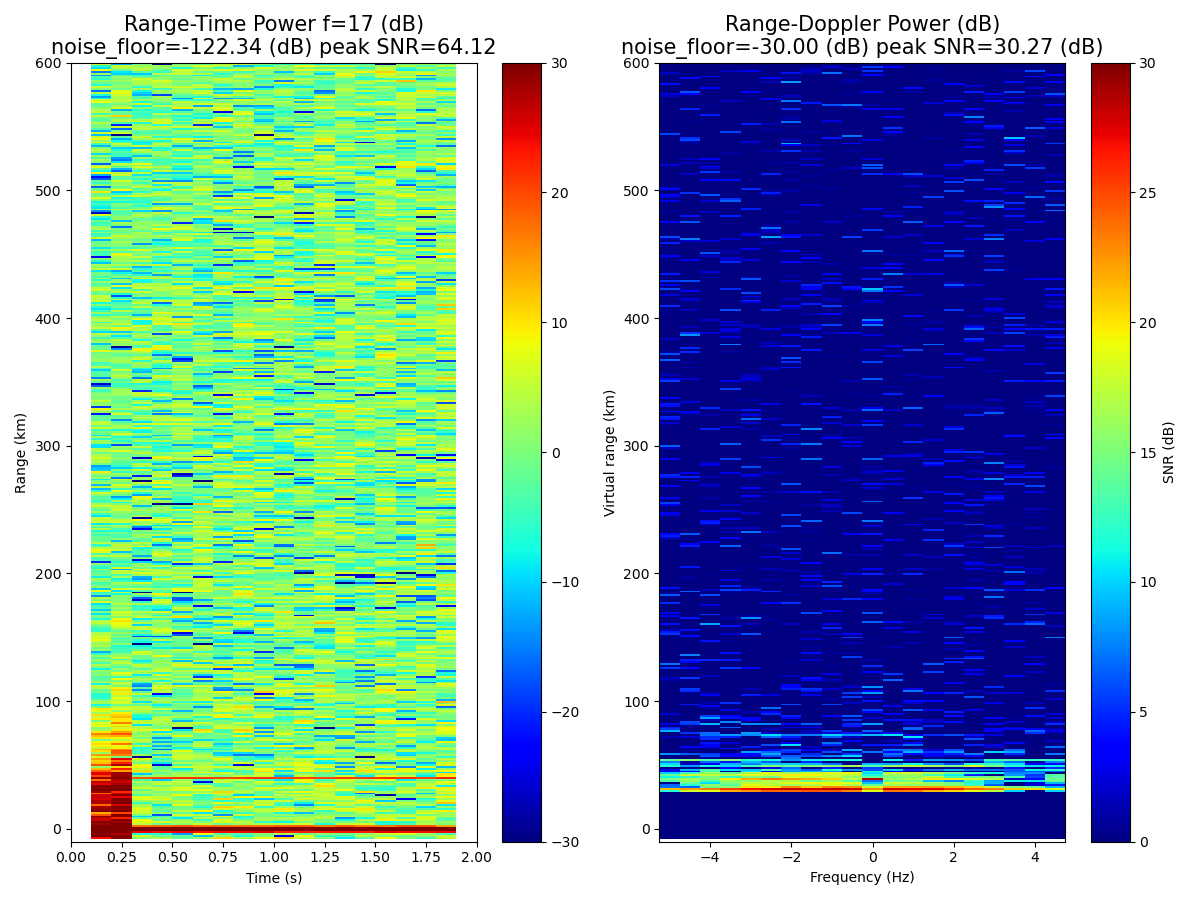 Range-Time Power f=17 (dB)
noise_floor=-122.34 (dB) peak SNR=64.12
Range-Doppler Power (dB)
noise_floor=-30.00 (dB) peak SNR=30.27 (dB)
600
500
400
300
200
100
0
Range (km)
0.00 0.25 0.50 0.75 1.00 1.25 1.50 1.75 2.00
Time (s)
30
20
10
0
−10
−20
−30
600
500
400
300
200
100
0
Virtual range (km)
−4 −2 0 2 4
Frequency (Hz)
30
25
20
15
10
5
0
SNR (dB)